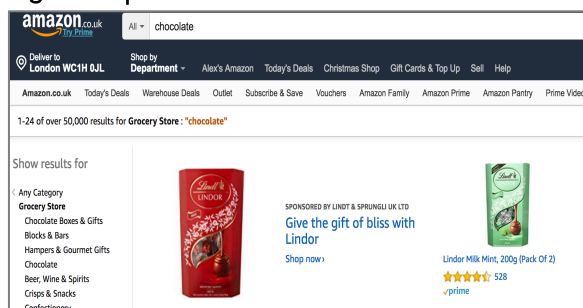 amazon.co.uk
Try Prime
All
chocolate
Deliver to
London WC1H 0JL
Shop by
Department
Alex's Amazon Today's Deals Christmas Shop Gift Cards & Top Up Sell Help
Amazon.co.uk Today's Deals Warehouse Deals Outlet Subscribe & Save Vouchers Amazon Family Amazon Prime Amazon Pantry Prime Video
1-24 of over 50,000 results for Grocery Store : "chocolate"
Show results for
Any Category
Grocery Store
Chocolate Boxes & Gifts
Blocks & Bars
Hampers & Gourmet Gifts
Chocolate
Beer, Wine & Spirits
Crisps & Snacks
Confectionery
Lindt
LINDOR
SPONSORED BY LINDT & SPRUNGLI UK LTD
Give the gift of bliss with
Lindor
Shop now ›
Lindt
Lindor Milk Mint, 200g (Pack Of 2)
528
prime